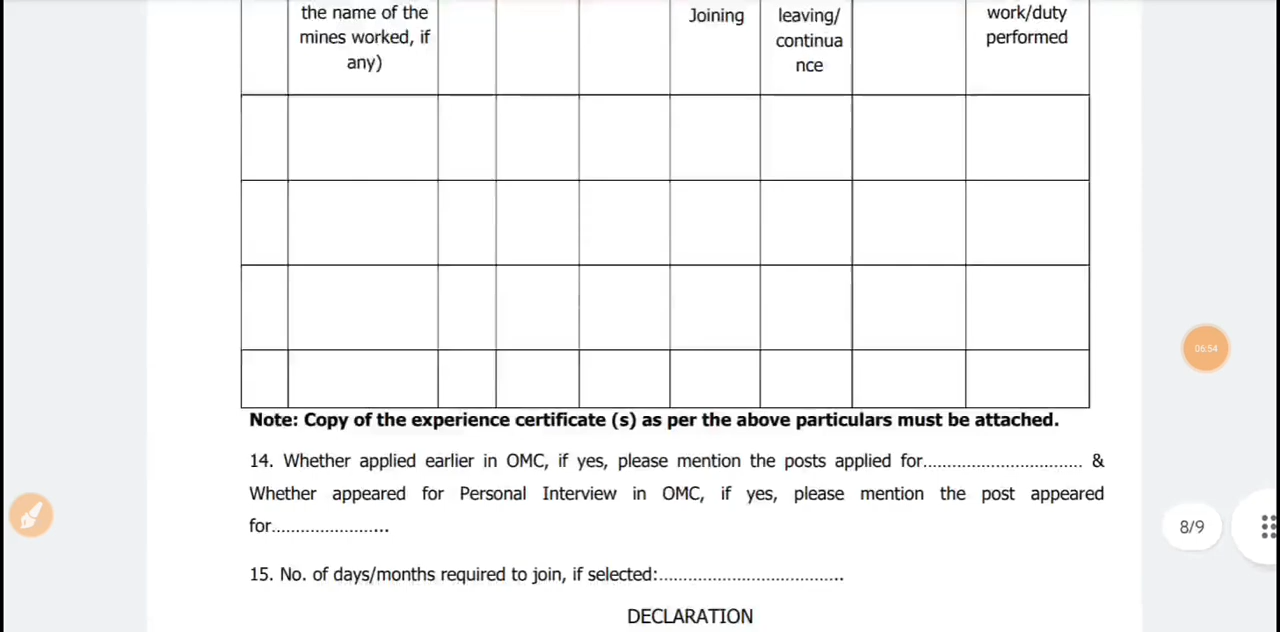 the name of the
mines worked, if
any)
Joining
leaving/
continua
nce
work/duty
performed
Note: Copy of the experience certificate (s) as per the above particulars must be attached.
14. Whether applied earlier in OMC, if yes, please mention the posts applied for................................ &
Whether appeared for Personal Interview in OMC, if yes, please mention the post appeared
for........................
15. No. of days/months required to join, if selected:......................................
DECLARATION
06:54
8/9